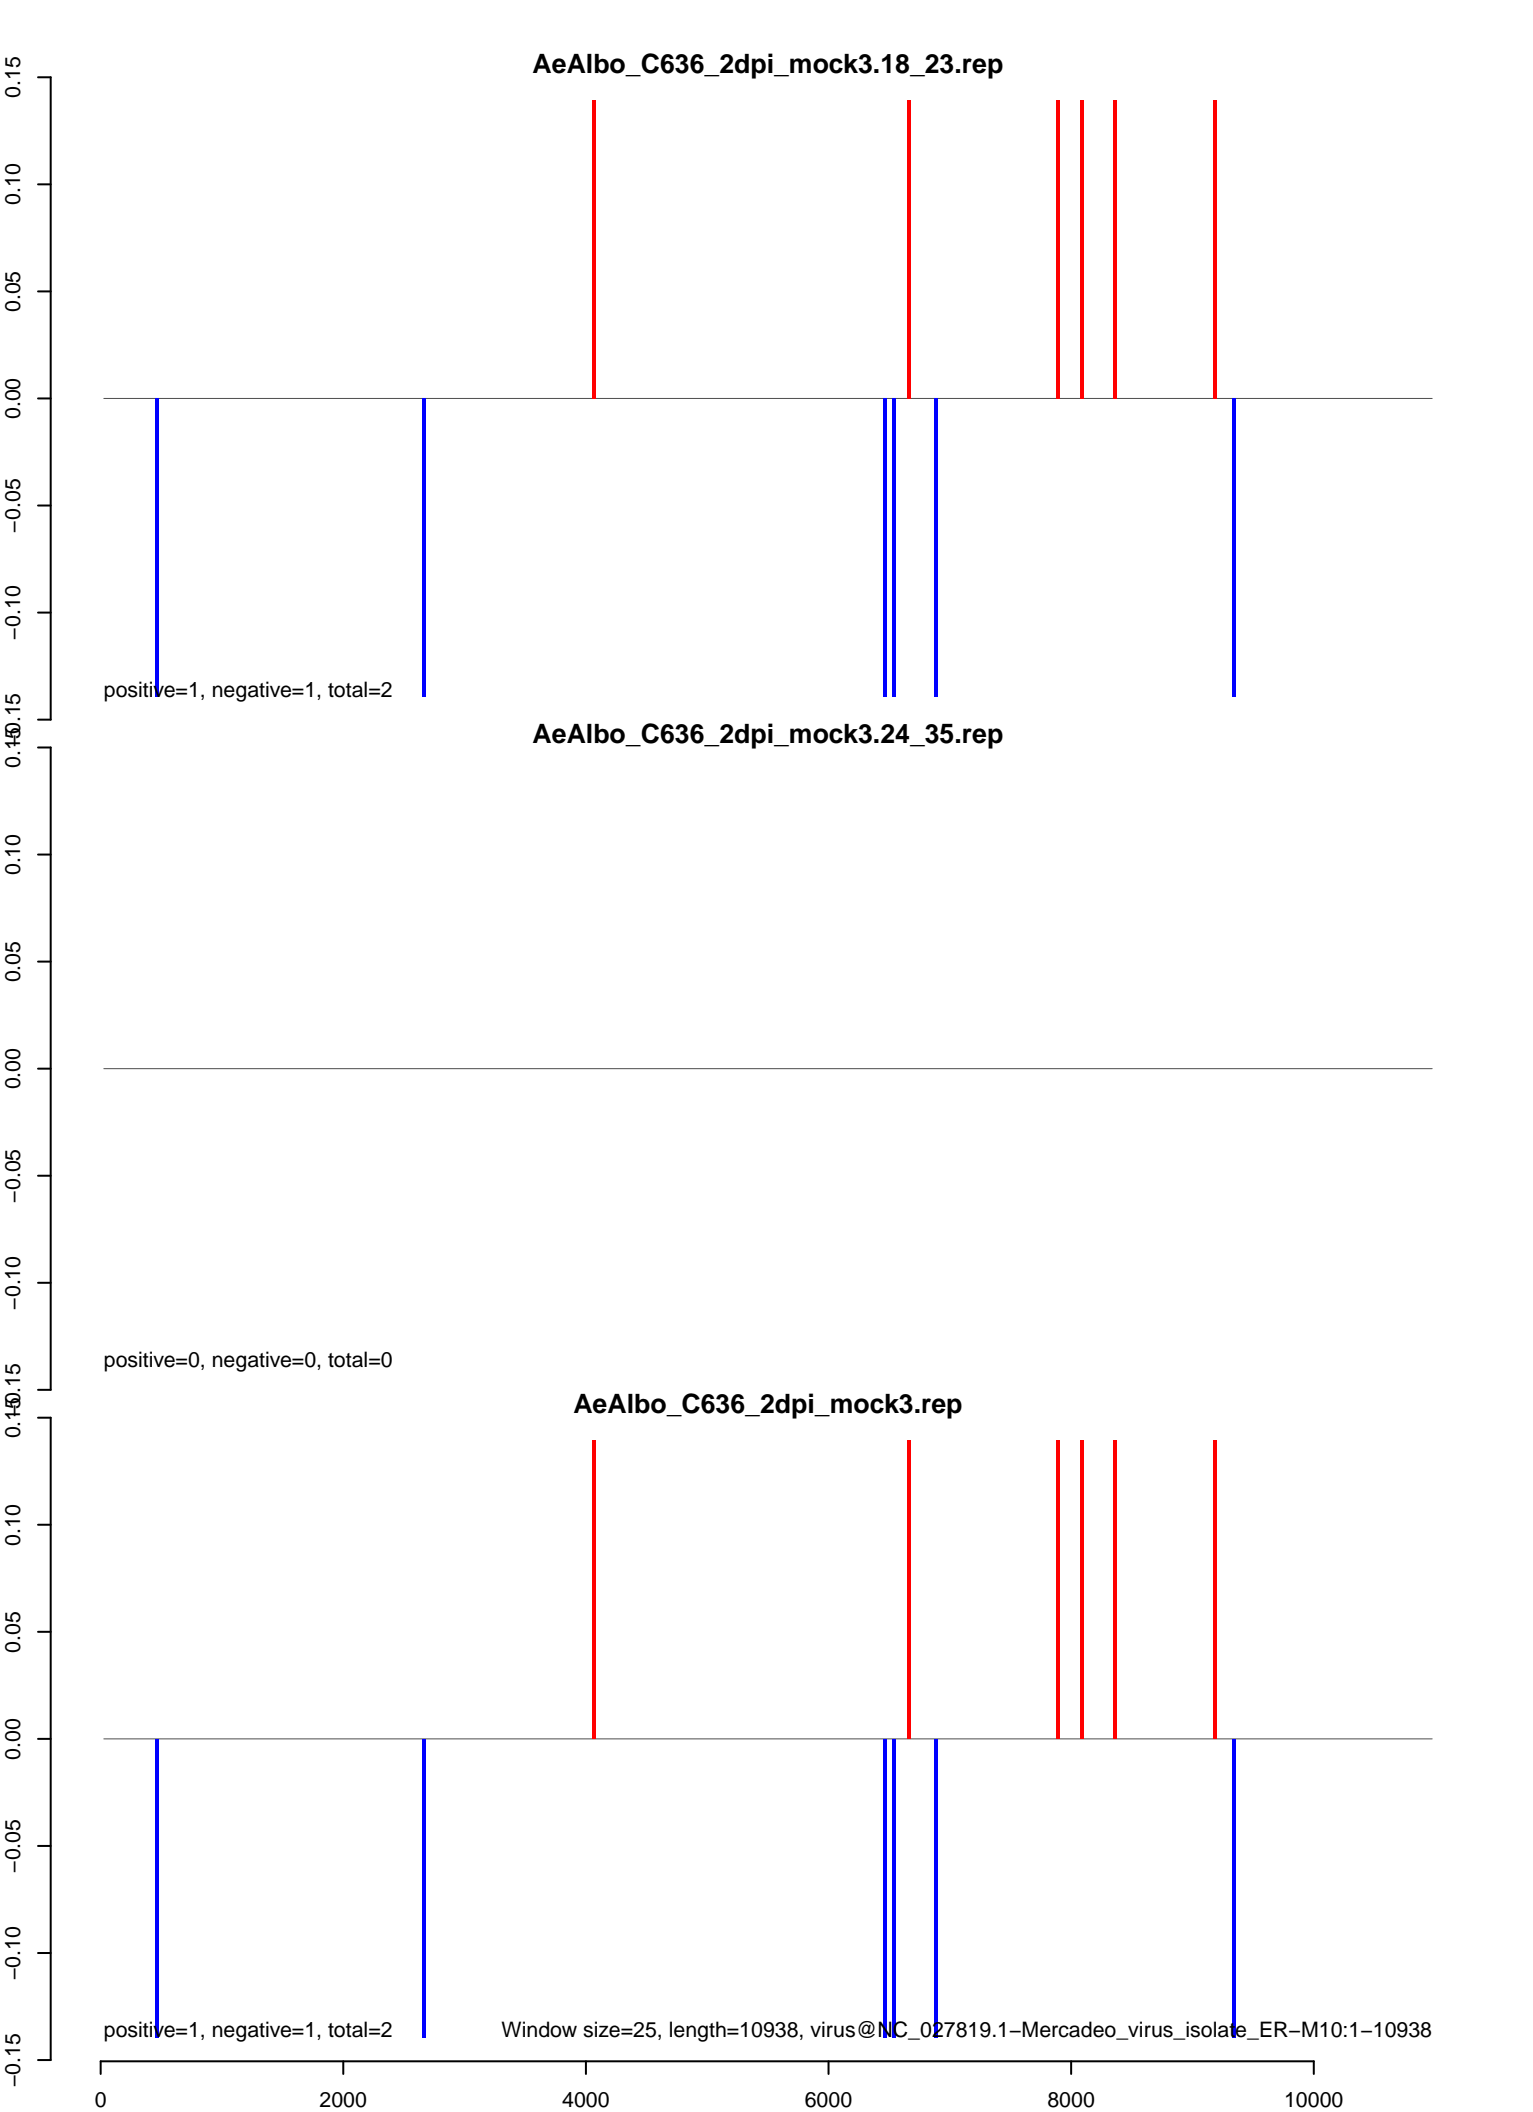 AeAlbo_C636_2dpi_mock3.18_23.rep
0.15
0.10
0.05
0.00
−0.05
−0.10
−0.15
positive=1, negative=1, total=2
AeAlbo_C636_2dpi_mock3.24_35.rep
0.15
0.10
0.05
0.00
−0.05
−0.10
−0.15
positive=0, negative=0, total=0
AeAlbo_C636_2dpi_mock3.rep
0.15
0.10
0.05
0.00
−0.05
−0.10
−0.15
positive=1, negative=1, total=2
Window size=25, length=10938, virus@NC_027819.1−Mercadeo_virus_isolate_ER−M10:1−10938
0 2000 4000 6000 8000 10000